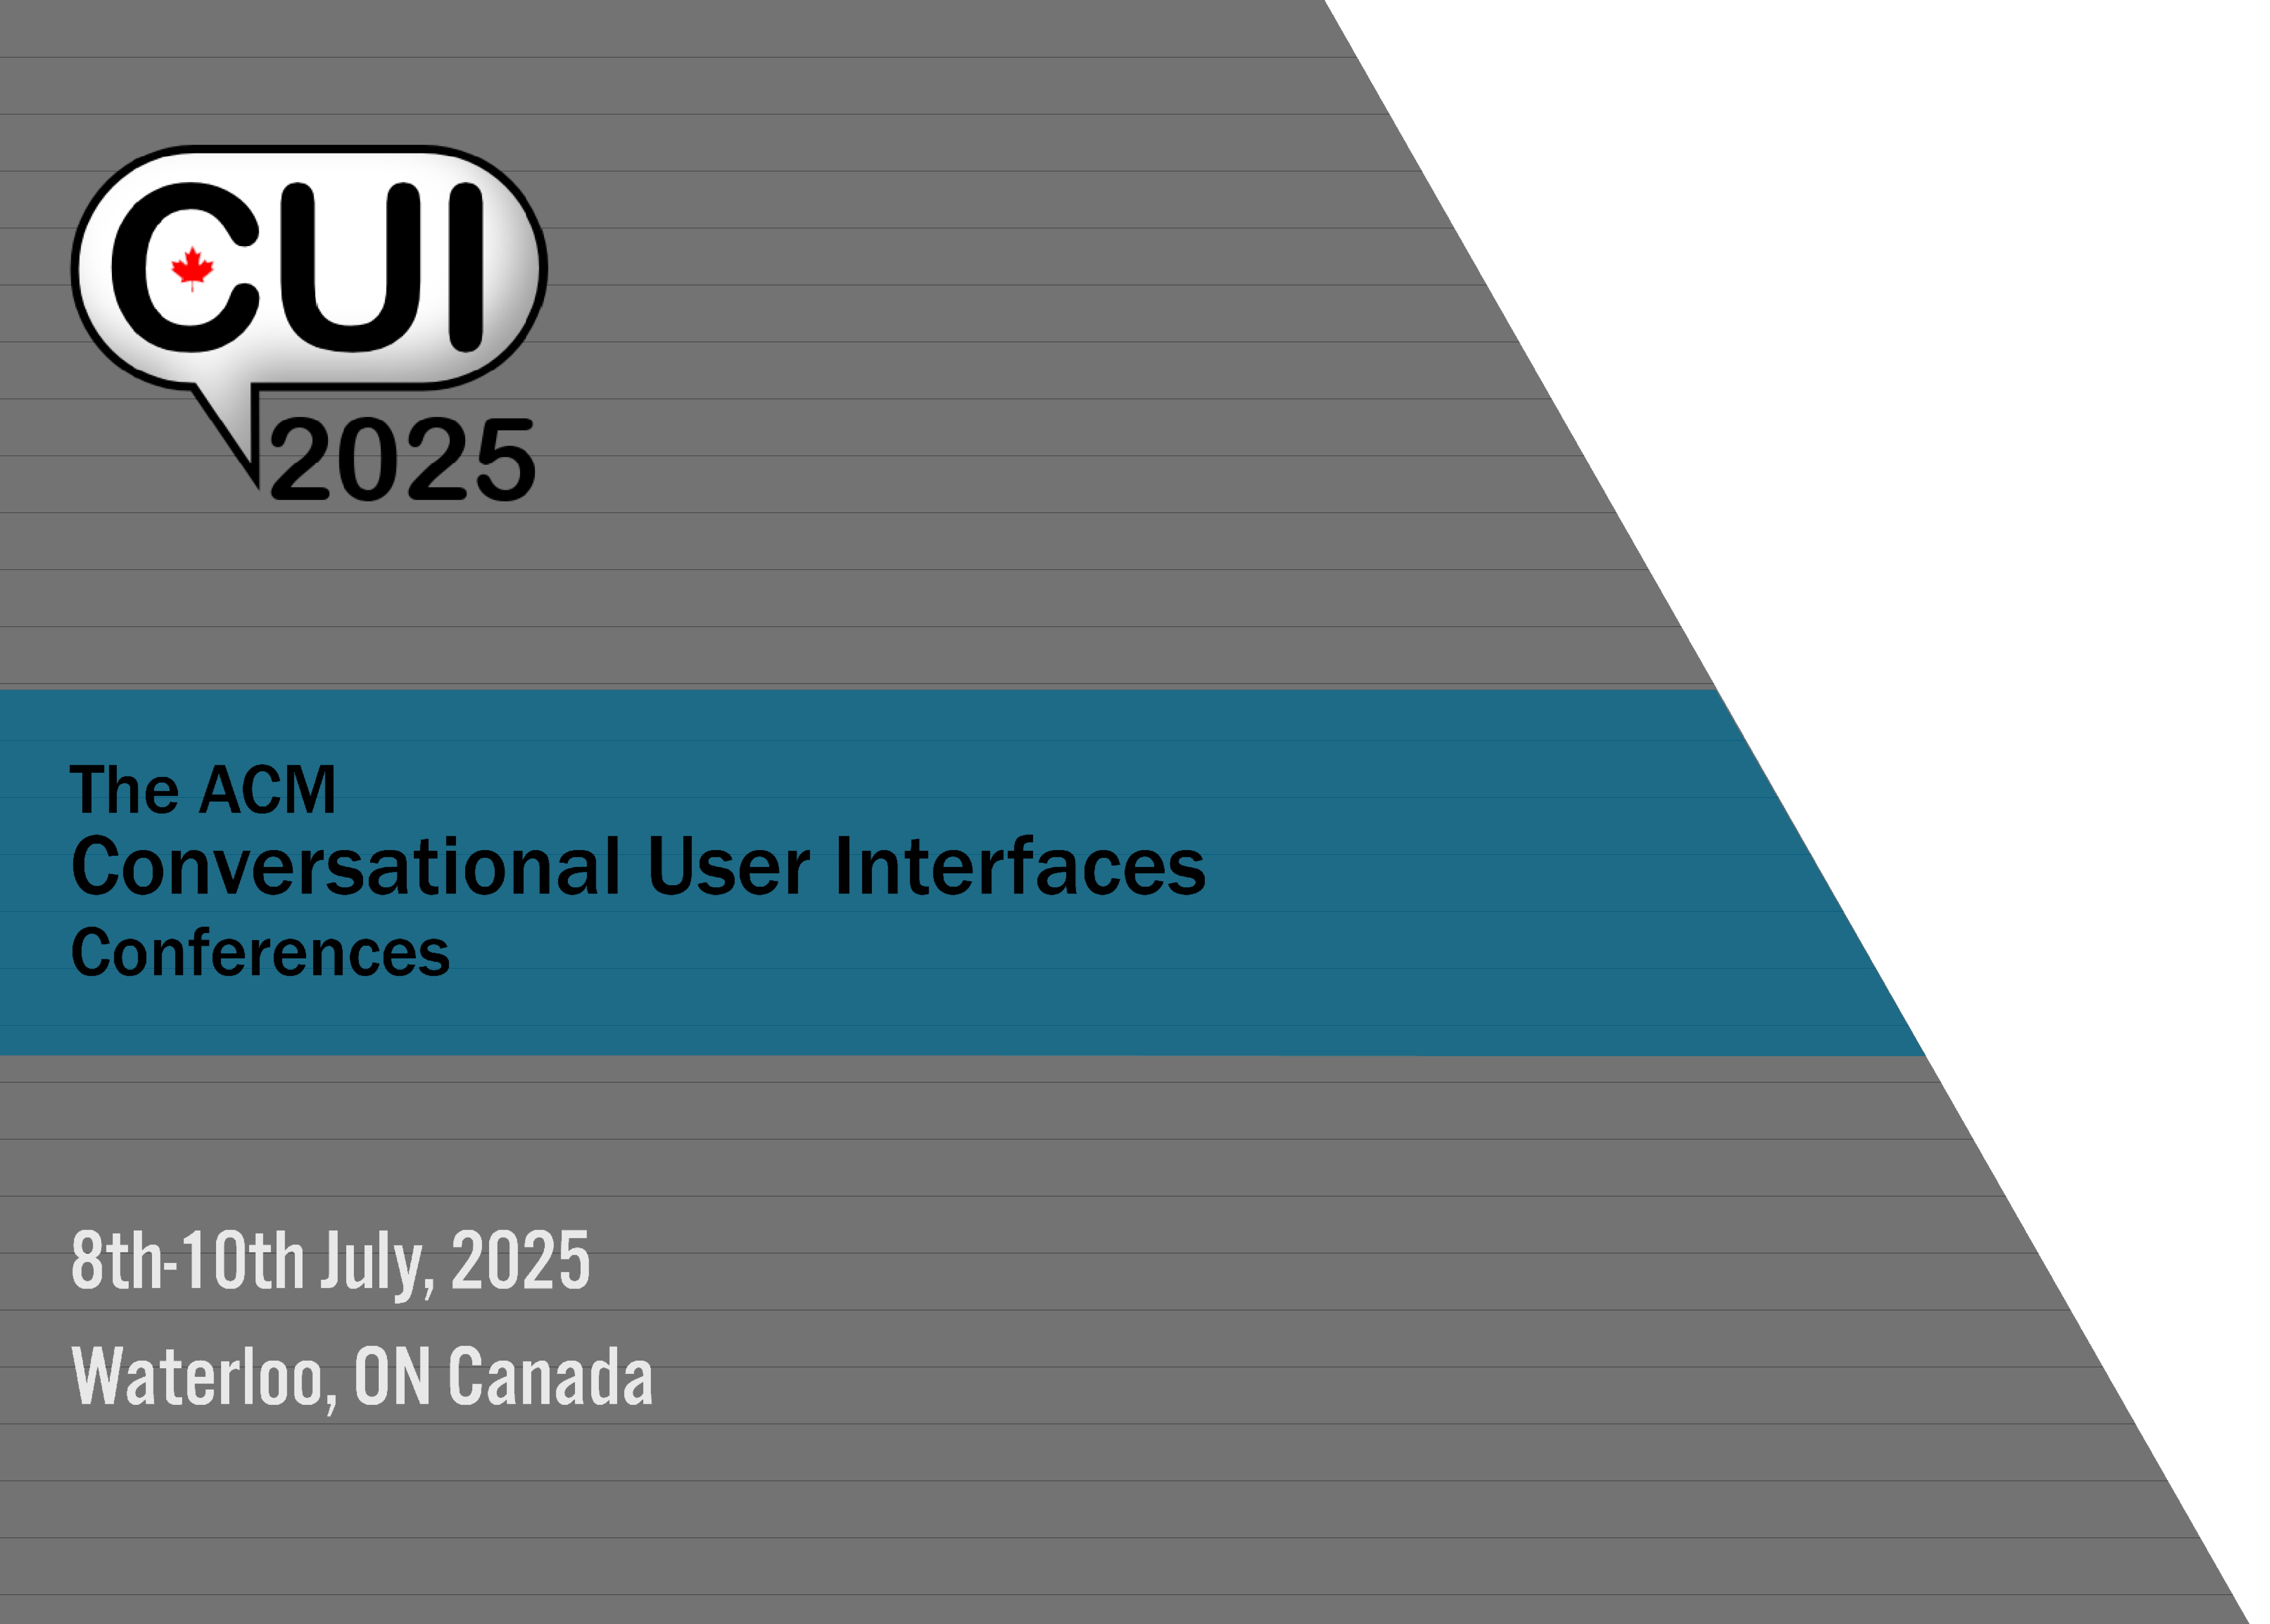 CUI
2025
The ACM
Conversational User Interfaces
Conferences
8th-10th July, 2025
Waterloo, ON Canada